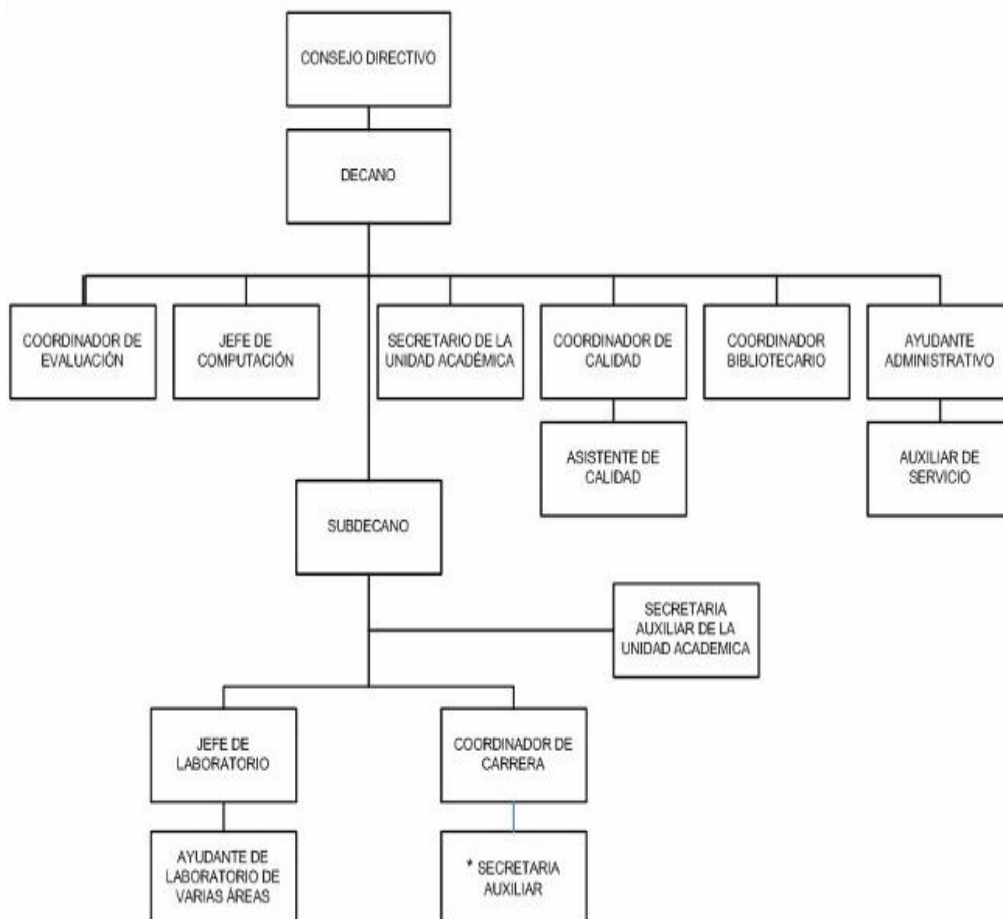 CONSEJO DIRECTIVO
DECANO
COORDINADOR DE
EVALUACIÓN
JEFE DE
COMPUTACIÓN
SECRETARIO DE LA
UNIDAD ACADÉMICA
COORDINADOR DE
CALIDAD
COORDINADOR
BIBLIOTECARIO
AYUDANTE
ADMINISTRATIVO
ASISTENTE DE
CALIDAD
AUXILIAR DE
SERVICIO
SUBDECANO
SECRETARIA
AUXILIAR DE LA
UNIDAD ACADEMICA
JEFE DE
LABORATORIO
COORDINADOR DE
CARRERA
AYUDANTE DE
LABORATORIO DE
VARIAS ÁREAS
* SECRETARIA
AUXILIAR